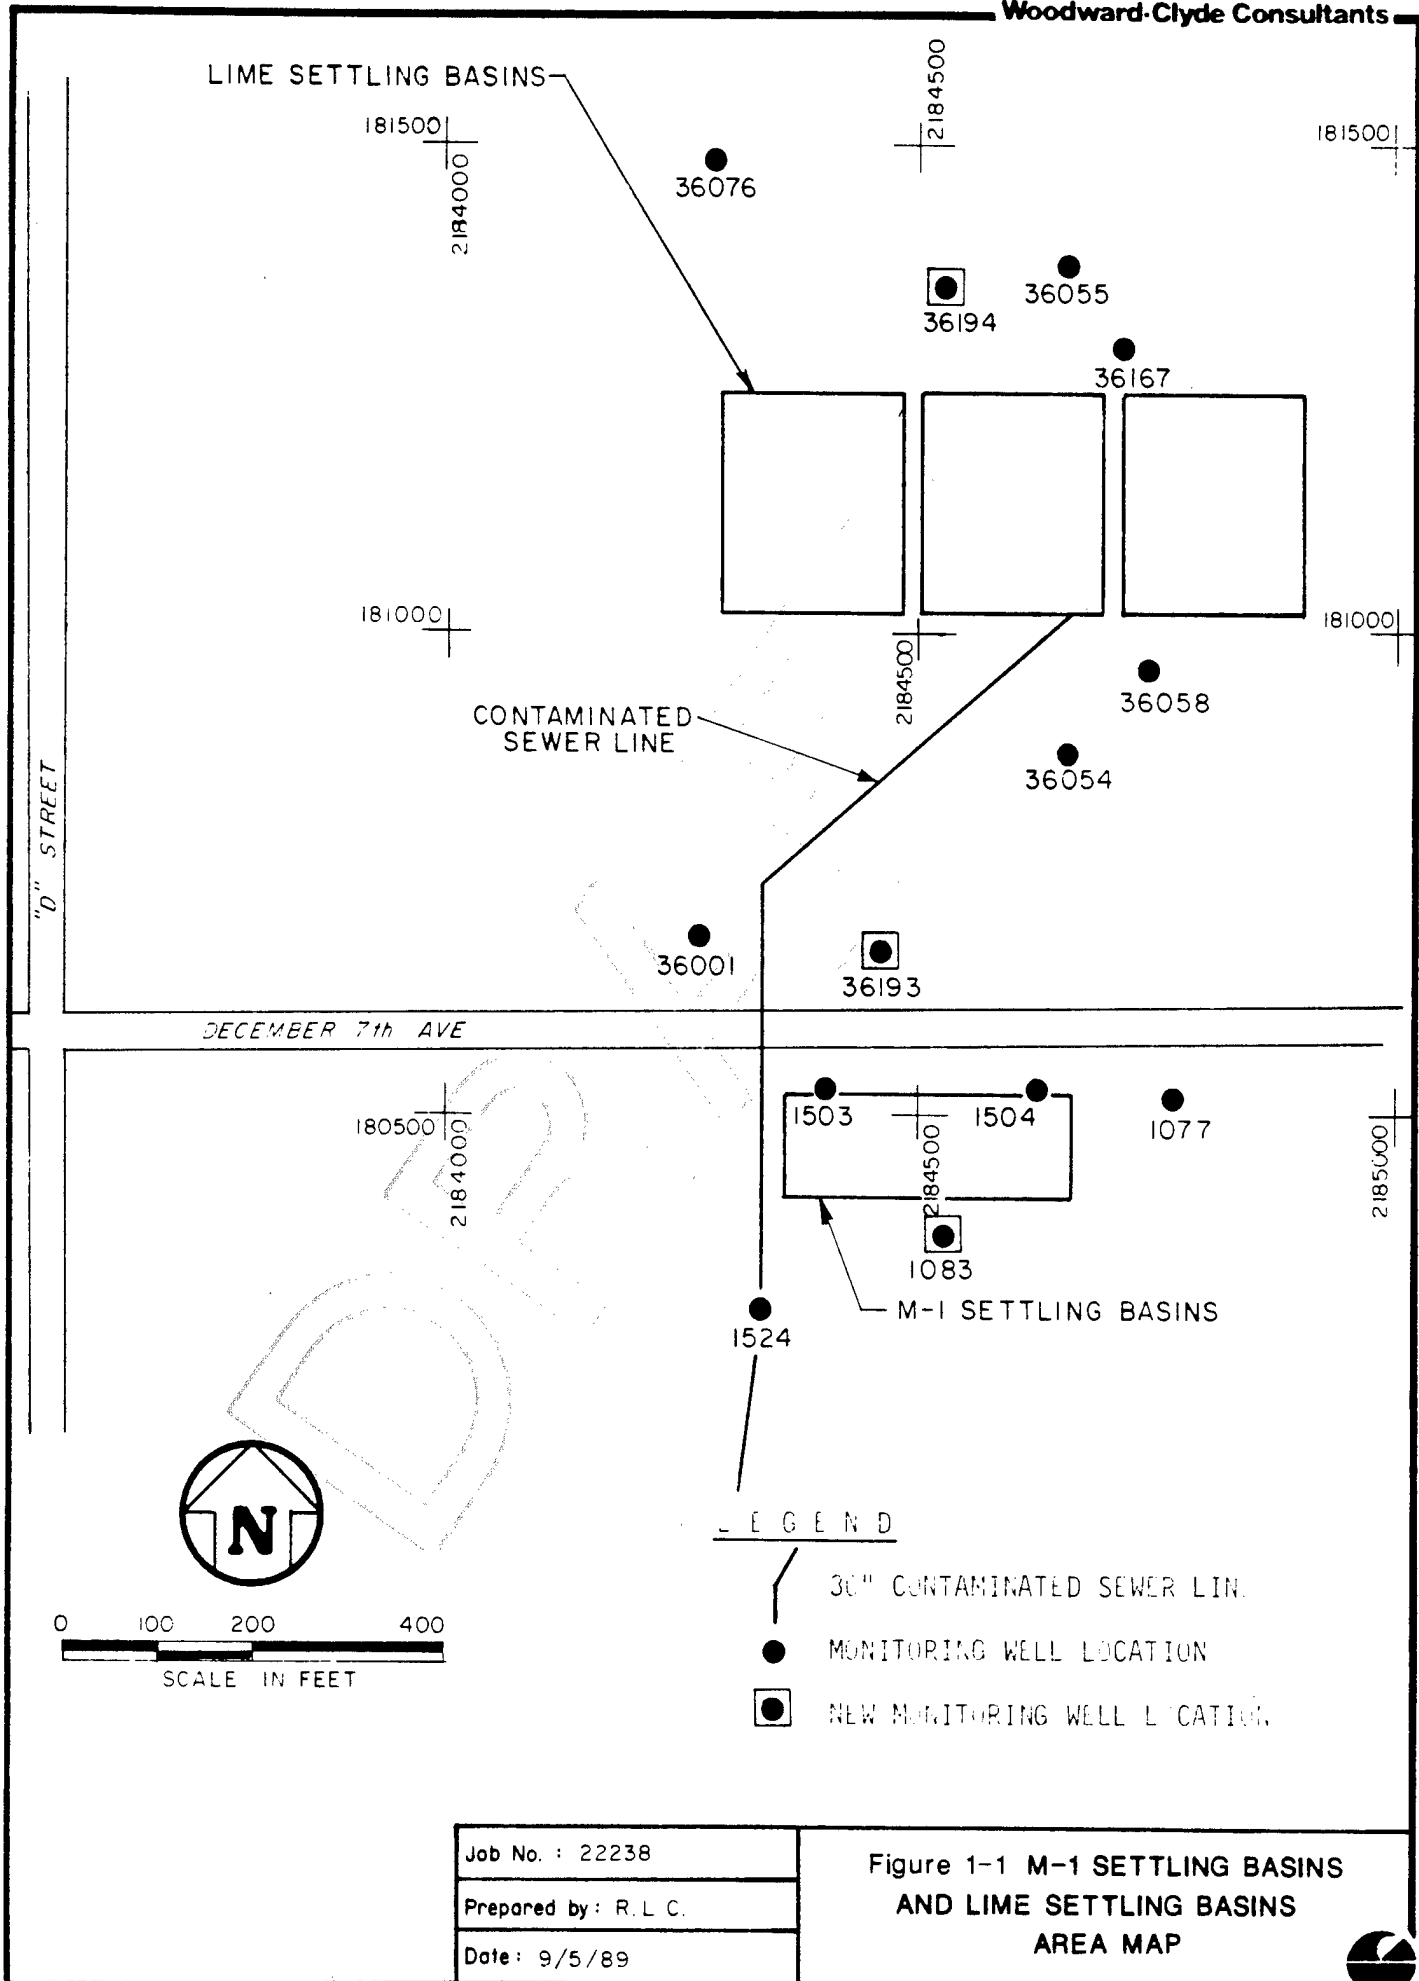 Woodward-Clyde Consultants
LIME SETTLING BASINS
2184500
181500
181500
2184000
36076
36055
36194
36167
181000
181000
2184500
36058
CONTAMINATED
SEWER LINE
36054
"D" STREET
36001
36193
DECEMBER 7th AVE
1503
1504
1077
180500
2184000
2184500
2185000
1083
M-1 SETTLING BASINS
1524
N
LEGEND
CONTAMINATED SEWER LIN
0 100 200 400
MONITORING WELL LOCATION
SCALE IN FEET
NEW MONITORING WELL LOCATION
DRAFT
Job No. : 22238
Prepared by : R. L C.
Date : 9/5/89
Figure 1-1 M-1 SETTLING BASINS
AND LIME SETTLING BASINS
AREA MAP